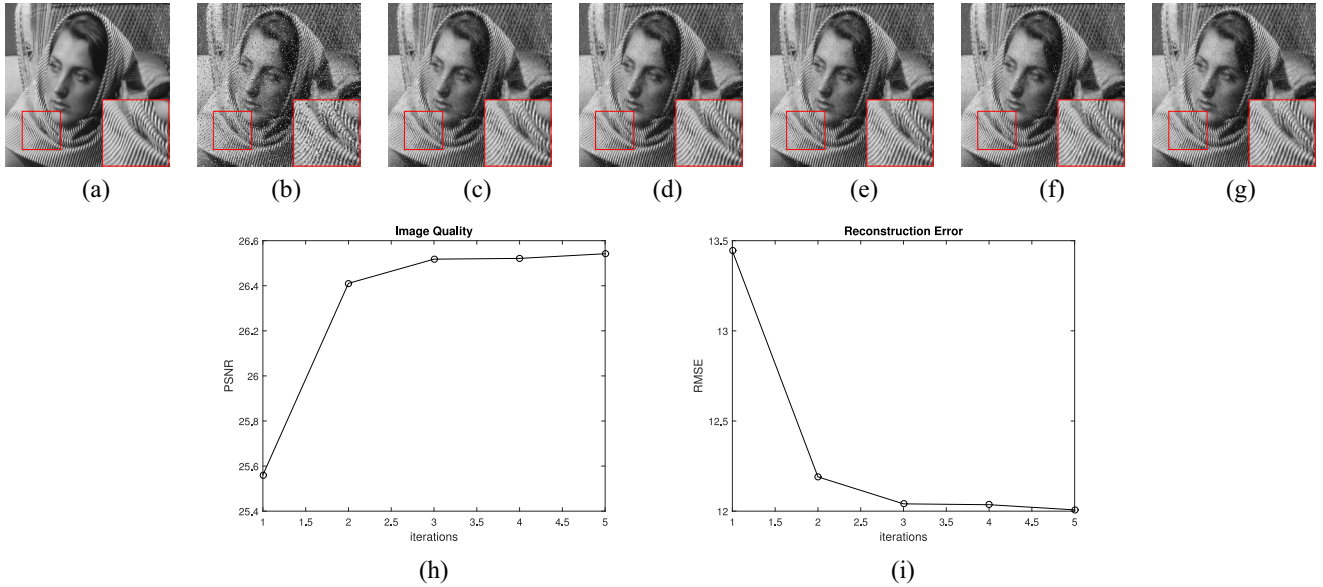 (a) (b) (c) (d) (e) (f) (g)
Image Quality
26.6
26.4
26.2
26
25.8
25.6
25.4
PSNR
1 1.5 2 2.5 3 3.5 4 4.5 5
iterations
(h)
Reconstruction Error
13.5
13
12.5
12
RMSE
1 1.5 2 2.5 3 3.5 4 4.5 5
iterations
(i)